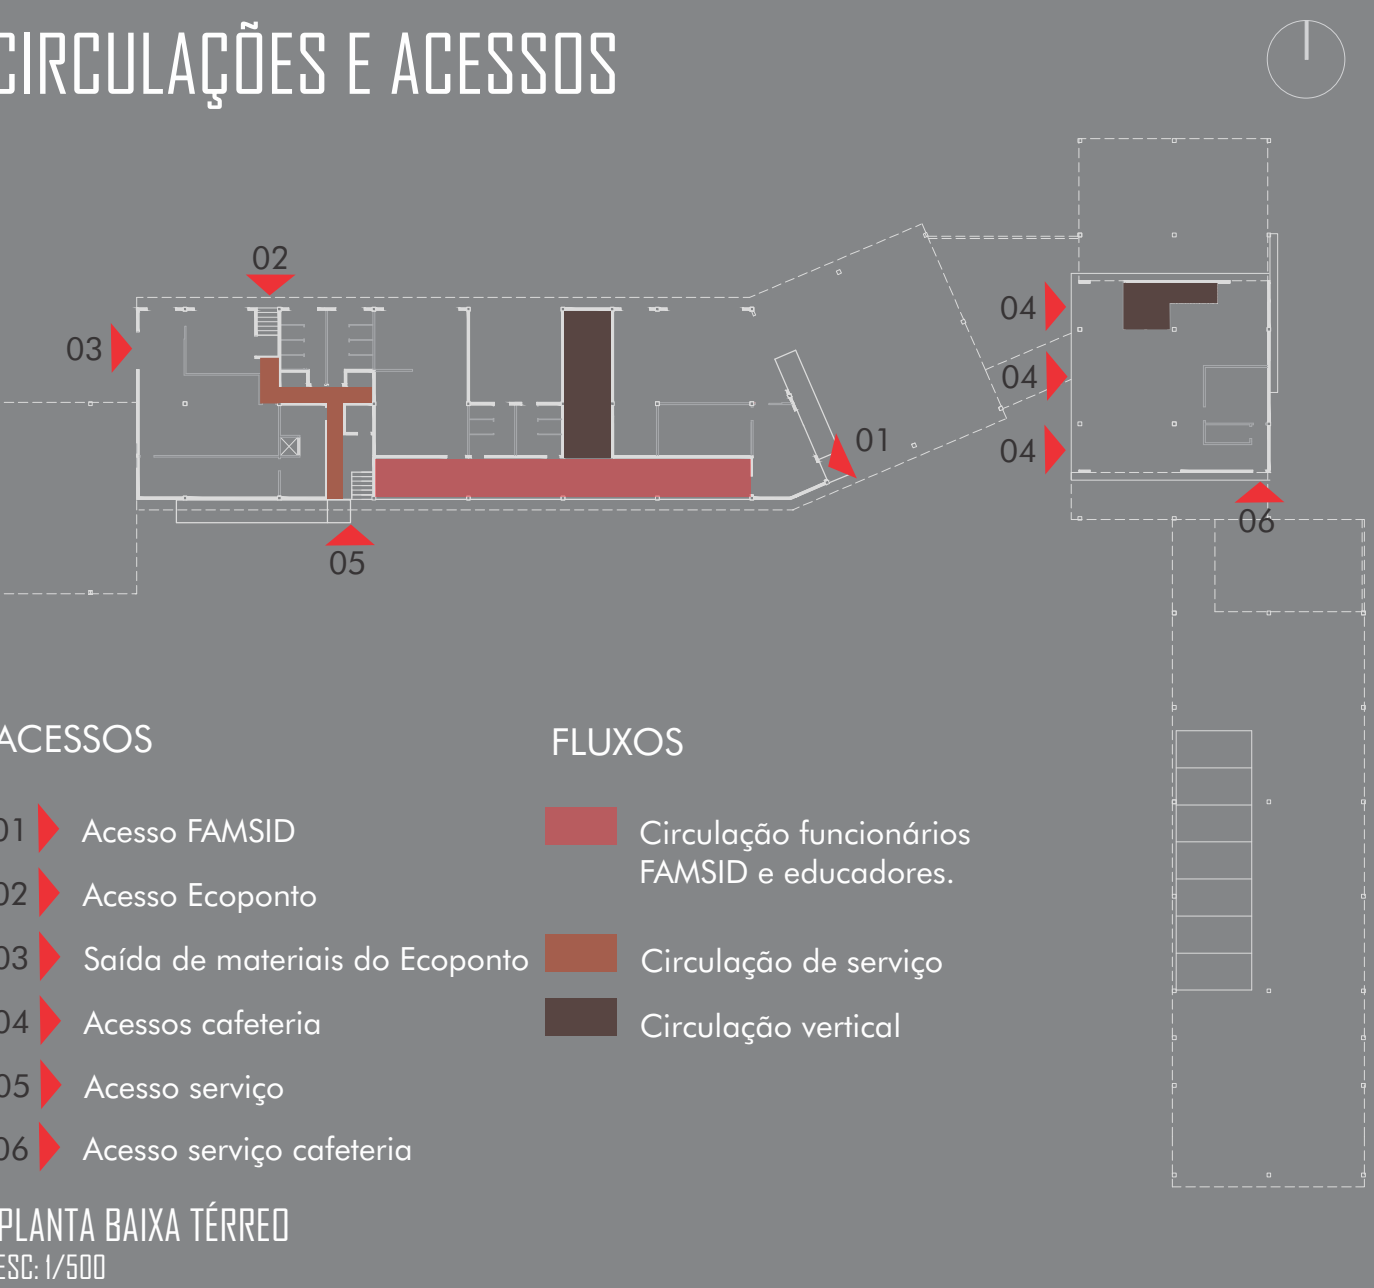 CIRCULAÇÕES E ACESSOS
02
03
04
04
04
01
05
06
ACESSOS
01 Acesso FAMSID
02 Acesso Ecoponto
03 Saída de materiais do Ecoponto
04 Acessos cafeteria
05 Acesso serviço
06 Acesso serviço cafeteria
FLUXOS
Circulação funcionários
FAMSID e educadores.
Circulação de serviço
Circulação vertical
PLANTA BAIXA TÉRREO
ESC: 1/500